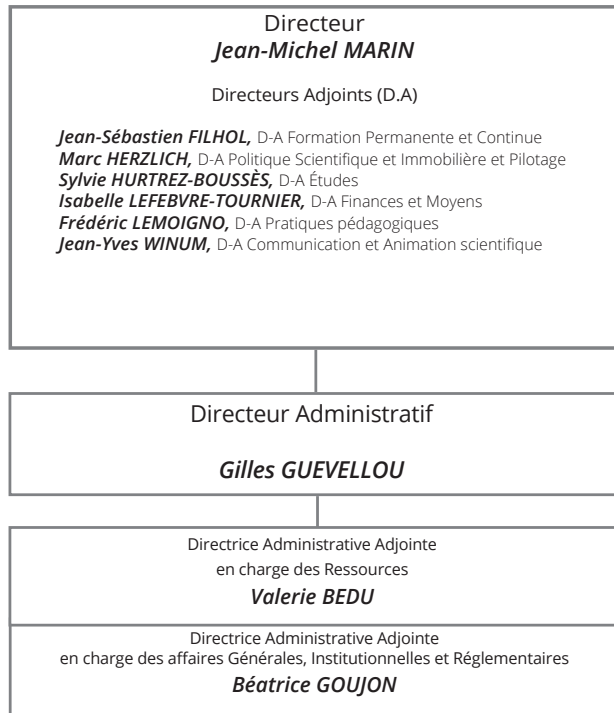 Directeur
Jean-Michel MARIN
Directeurs Adjoints (D.A)
Jean-Sébastien FILHOL, D-A Formation Permanente et Continue
Marc HERZLICH, D-A Politique Scientifique et Immobilière et Pilotage
Sylvie HURTREZ-BOUSSÈS, D-A Études
Isabelle LEFEBVRE-TOURNIER, D-A Finances et Moyens
Frédéric LEMOIGNO, D-A Pratiques pédagogiques
Jean-Yves WINUM, D-A Communication et Animation scientifique
Directeur Administratif
Gilles GUEVELLOU
Directrice Administrative Adjointe
en charge des Ressources
Valerie BEDU
Directrice Administrative Adjointe
en charge des affaires Générales, Institutionnelles et Réglementaires
Béatrice GOUJON